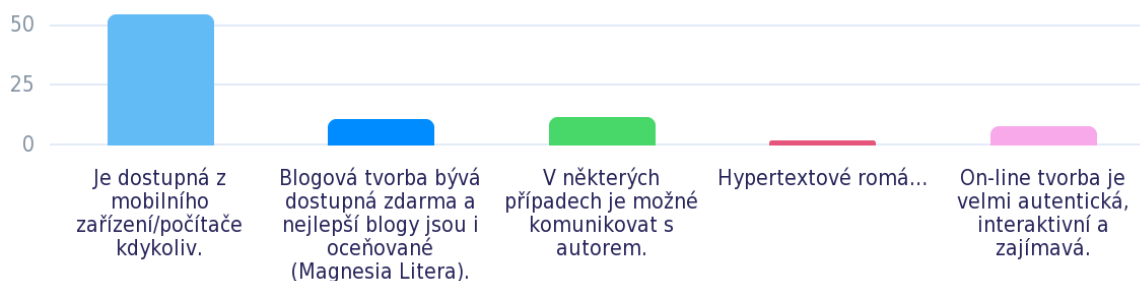 50
25
0
Je dostupná z
mobilního
zařízení/počítače
kdykoliv.
Blogová tvorba bývá
dostupná zdarma a
nejlepší blogy jsou i
oceňované
(Magnesia Litera).
V některých
případech je možné
komunikovat s
autorem.
Hypertextové romá...
On-line tvorba je
velmi autentická,
interaktivní a
zajímavá.